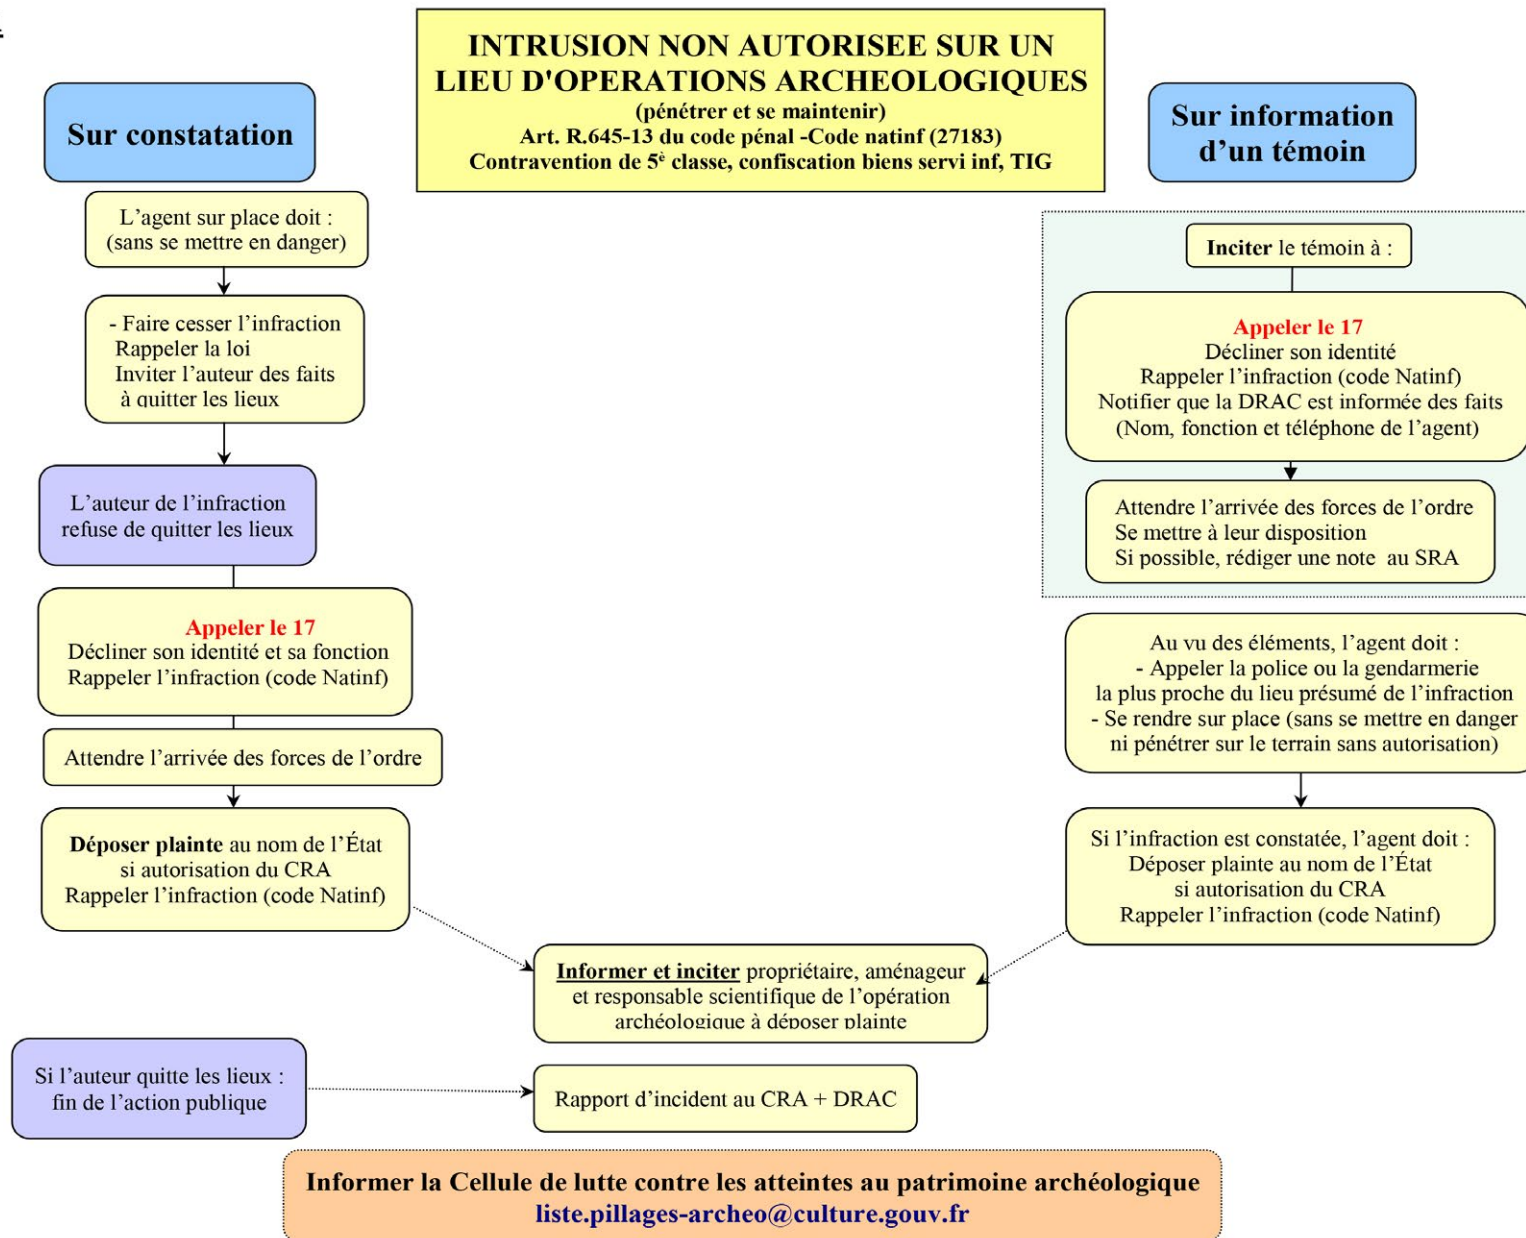 INTRUSION NON AUTORISEE SUR UN
LIEU D'OPERATIONS ARCHEOLOGIQUES
(pénétrer et se maintenir)
Art. R.645-13 du code pénal -Code natinf (27183)
Contravention de 5è classe, confiscation biens servi inf, TIG
Sur constatation
L’agent sur place doit :
(sans se mettre en danger)
- Faire cesser l’infraction
Rappeler la loi
Inviter l’auteur des faits
à quitter les lieux
L’auteur de l’infraction
refuse de quitter les lieux
Appeler le 17
Décliner son identité et sa fonction
Rappeler l’infraction (code Natinf)
Attendre l’arrivée des forces de l’ordre
Déposer plainte au nom de l’État
si autorisation du CRA
Rappeler l’infraction (code Natinf)
Sur information
d’un témoin
Inciter le témoin à :
Appeler le 17
Décliner son identité
Rappeler l’infraction (code Natinf)
Notifier que la DRAC est informée des faits
(Nom, fonction et téléphone de l’agent)
Attendre l’arrivée des forces de l’ordre
Se mettre à leur disposition
Si possible, rédiger une note au SRA
Au vu des éléments, l’agent doit :
- Appeler la police ou la gendarmerie
la plus proche du lieu présumé de l’infraction
- Se rendre sur place (sans se mettre en danger
ni pénétrer sur le terrain sans autorisation)
Si l’infraction est constatée, l’agent doit :
Déposer plainte au nom de l’État
si autorisation du CRA
Rappeler l’infraction (code Natinf)
Informer et inciter propriétaire, aménageur
et responsable scientifique de l’opération
archéologique à déposer plainte
Si l’auteur quitte les lieux :
fin de l’action publique
Rapport d’incident au CRA + DRAC
Informer la Cellule de lutte contre les atteintes au patrimoine archéologique
liste.pillages-archeo@culture.gouv.fr